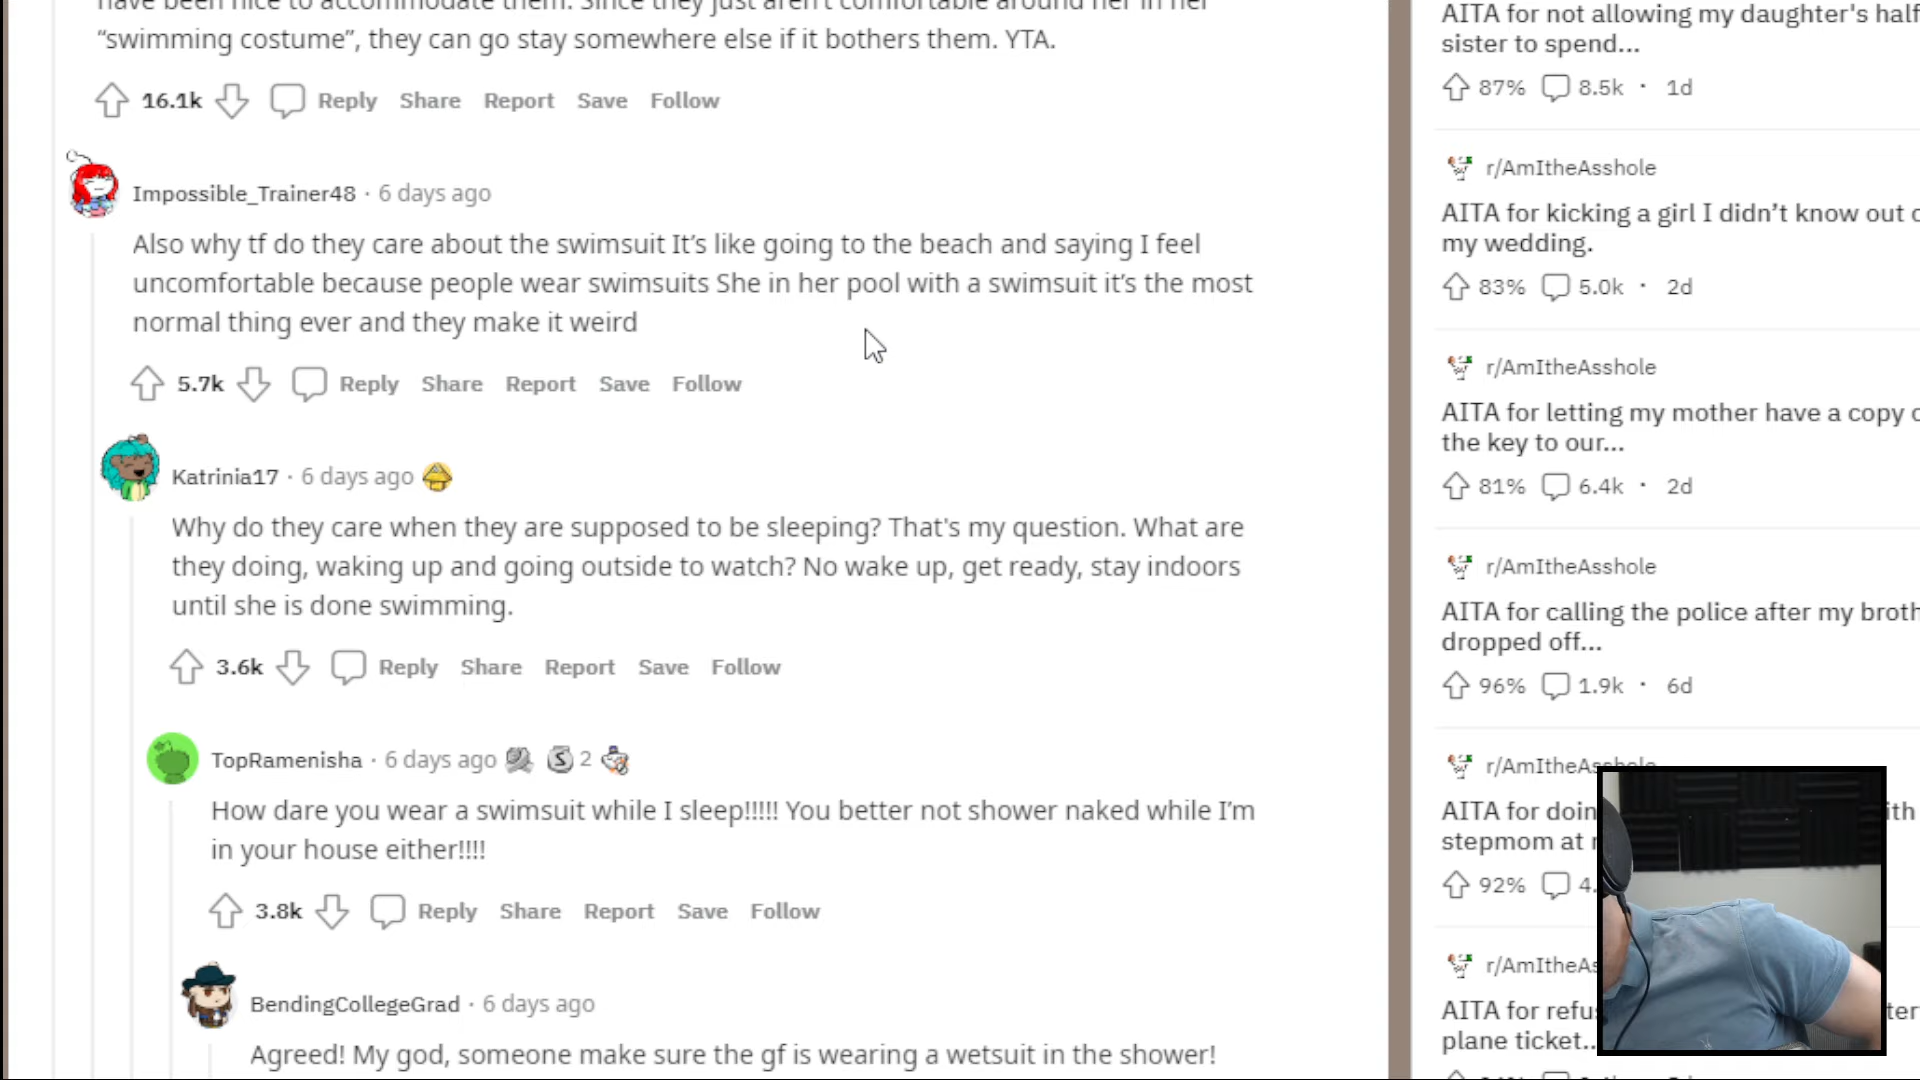 have been nice to accommodate them. Since they just aren't comfortable around her in her
“swimming costume”, they can go stay somewhere else if it bothers them. YTA.
16.1k Reply Share Report Save Follow
Impossible_Trainer48 · 6 days ago
Also why tf do they care about the swimsuit It’s like going to the beach and saying I feel
uncomfortable because people wear swimsuits She in her pool with a swimsuit it’s the most
normal thing ever and they make it weird
5.7k Reply Share Report Save Follow
Katrinia17 · 6 days ago
Why do they care when they are supposed to be sleeping? That's my question. What are
they doing, waking up and going outside to watch? No wake up, get ready, stay indoors
until she is done swimming.
3.6k Reply Share Report Save Follow
TopRamenisha · 6 days ago S 2
How dare you wear a swimsuit while I sleep!!!!! You better not shower naked while I’m
in your house either!!!!
3.8k Reply Share Report Save Follow
BendingCollegeGrad · 6 days ago
Agreed! My god, someone make sure the gf is wearing a wetsuit in the shower!
AITA for not allowing my daughter's half
sister to spend...
87% 8.5k · 1d
r/AmItheAsshole
AITA for kicking a girl I didn’t know out
my wedding.
83% 5.0k · 2d
r/AmItheAsshole
AITA for letting my mother have a copy
the key to our...
81% 6.4k · 2d
r/AmItheAsshole
AITA for calling the police after my broth
dropped off...
96% 1.9k · 6d
r/AmItheAsshole
AITA for doin ith
stepmom at
92% 4.
r/AmItheAs
AITA for refu ter
plane ticket..